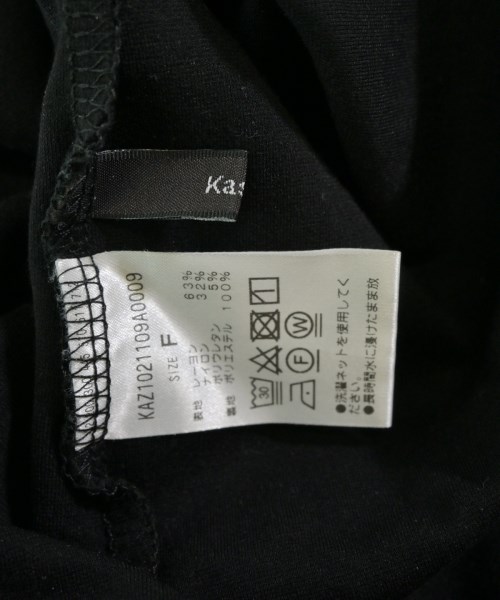 Kas
KAZ1021109A0009
SIZE F
表地 レーヨン 63%
ナイロン 32%
ポリウレタン 5%
裏地 ポリエステル 100%
30
F W
●洗濯ネットを使用してく
ださい。
●長時間水に浸けたまま放